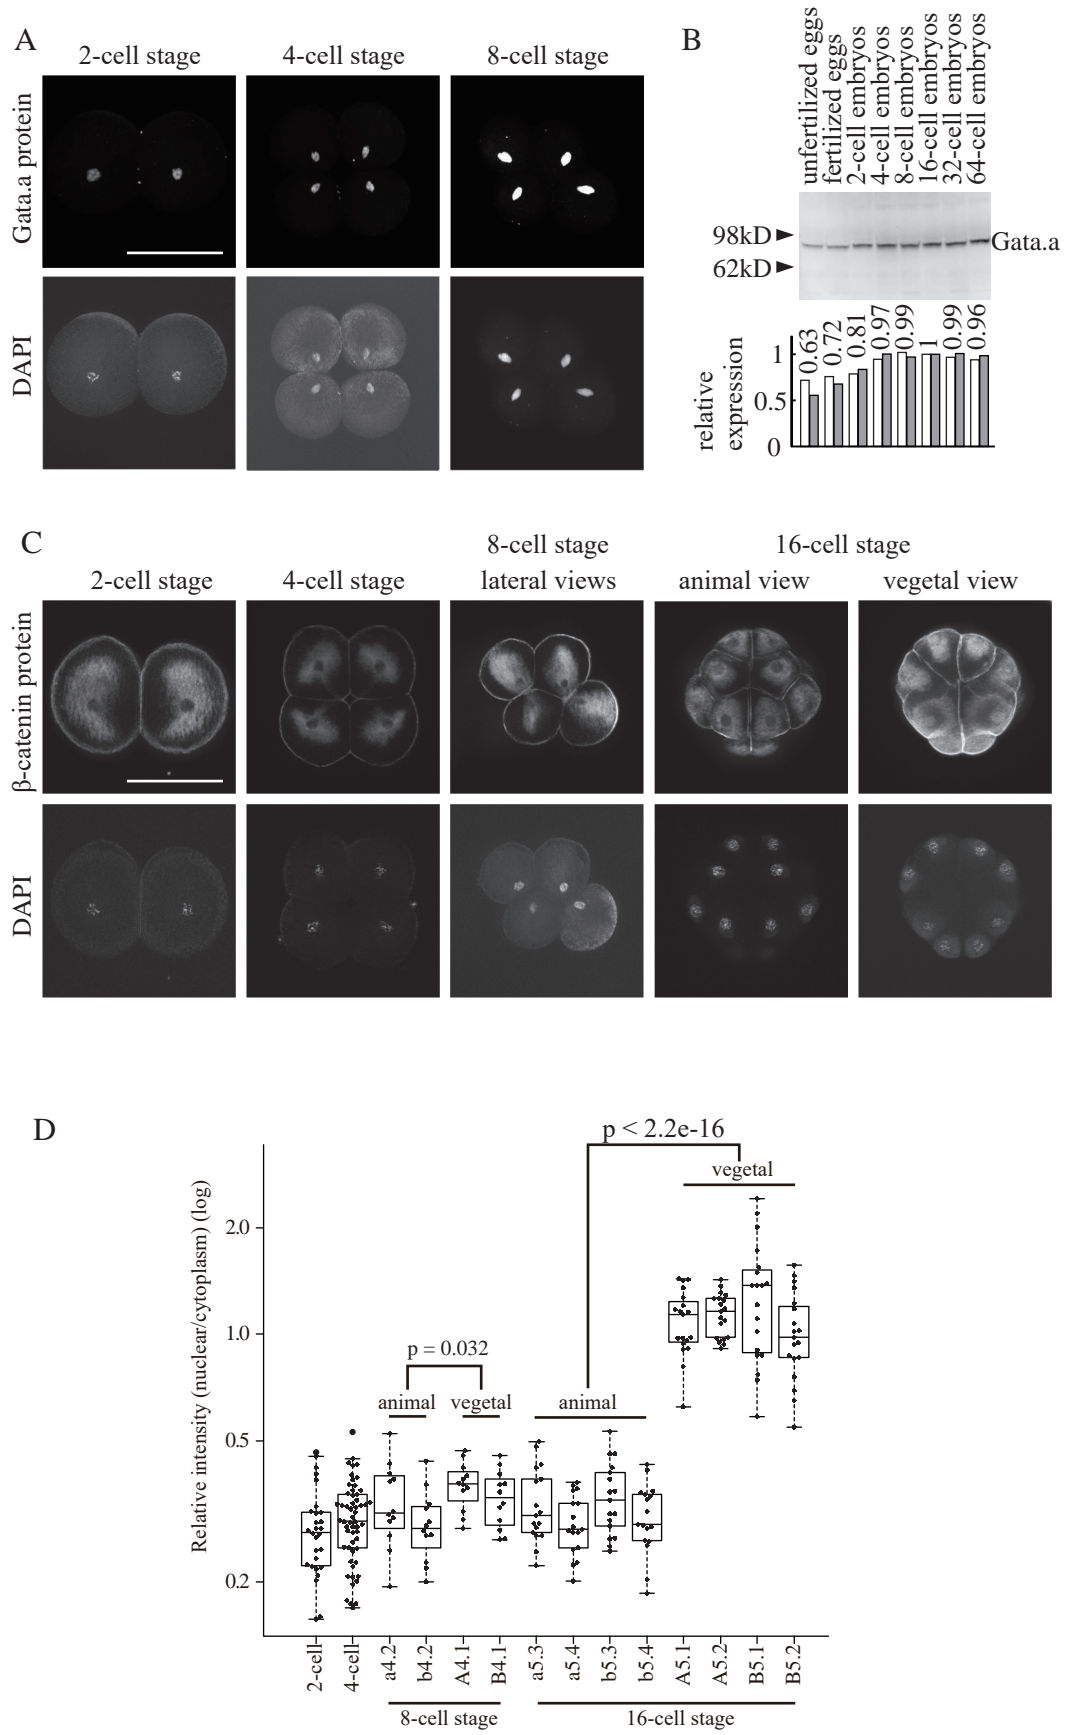 A
2-cell stage
4-cell stage
8-cell stage
Gata.a protein
DAPI
B
unfertilized eggs
fertilized eggs
2-cell embryos
4-cell embryos
8-cell embryos
16-cell embryos
32-cell embryos
64-cell embryos
98kD
62kD
Gata.a
relative
expression
1
0.5
0
0.63
0.72
0.81
0.97
0.99
1
0.99
0.96
C
8-cell stage
16-cell stage
2-cell stage
4-cell stage
lateral views
animal view
vegetal view
β-catenin protein
DAPI
D
p < 2.2e-16
vegetal
Relative intensity (nuclear/cytoplasm) (log)
2.0
1.0
0.5
0.2
p = 0.032
animal
vegetal
animal
2-cell
4-cell
a4.2
b4.2
A4.1
B4.1
a5.3
a5.4
b5.3
b5.4
A5.1
A5.2
B5.1
B5.2
8-cell stage
16-cell stage